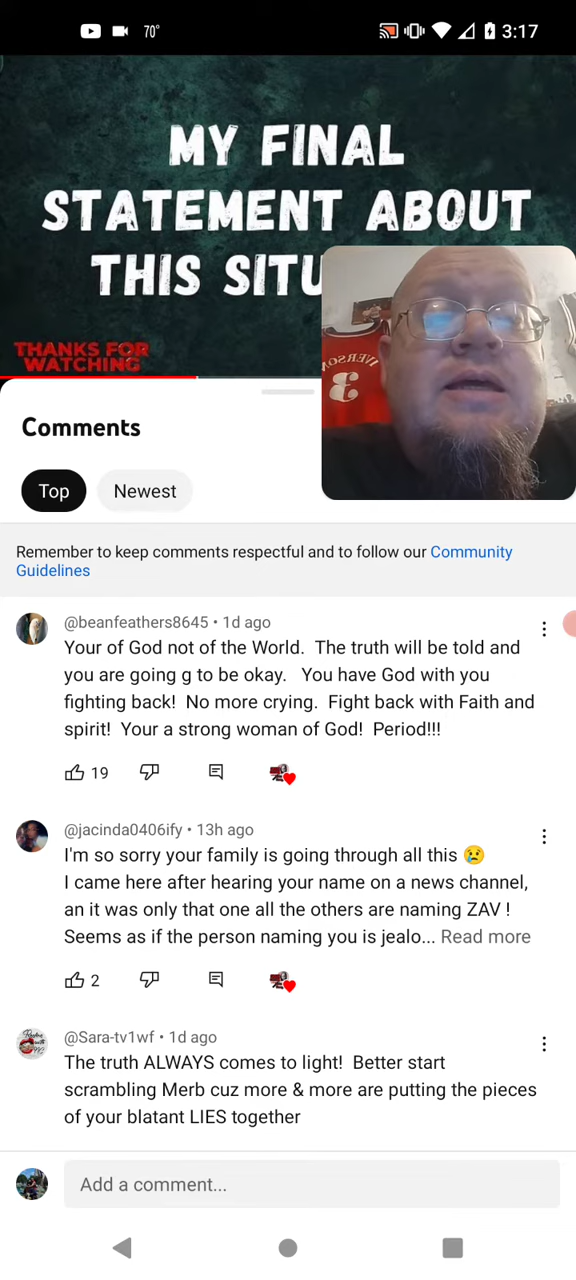 70°
3:17
MY FINAL
STATEMENT ABOUT
THIS SITU
THANKS FOR
WATCHING
IVERSON
3
Comments
Top
Newest
Remember to keep comments respectful and to follow our Community
Guidelines
@beanfeathers8645 • 1d ago
Your of God not of the World.  The truth will be told and
you are going g to be okay.   You have God with you
fighting back!  No more crying.  Fight back with Faith and
spirit!  Your a strong woman of God!  Period!!!
19
@jacinda0406ify • 13h ago
I'm so sorry your family is going through all this 😢
I came here after hearing your name on a news channel,
an it was only that one all the others are naming ZAV !
Seems as if the person naming you is jealo... Read more
2
@Sara-tv1wf • 1d ago
The truth ALWAYS comes to light!  Better start
scrambling Merb cuz more & more are putting the pieces
of your blatant LIES together
Add a comment...